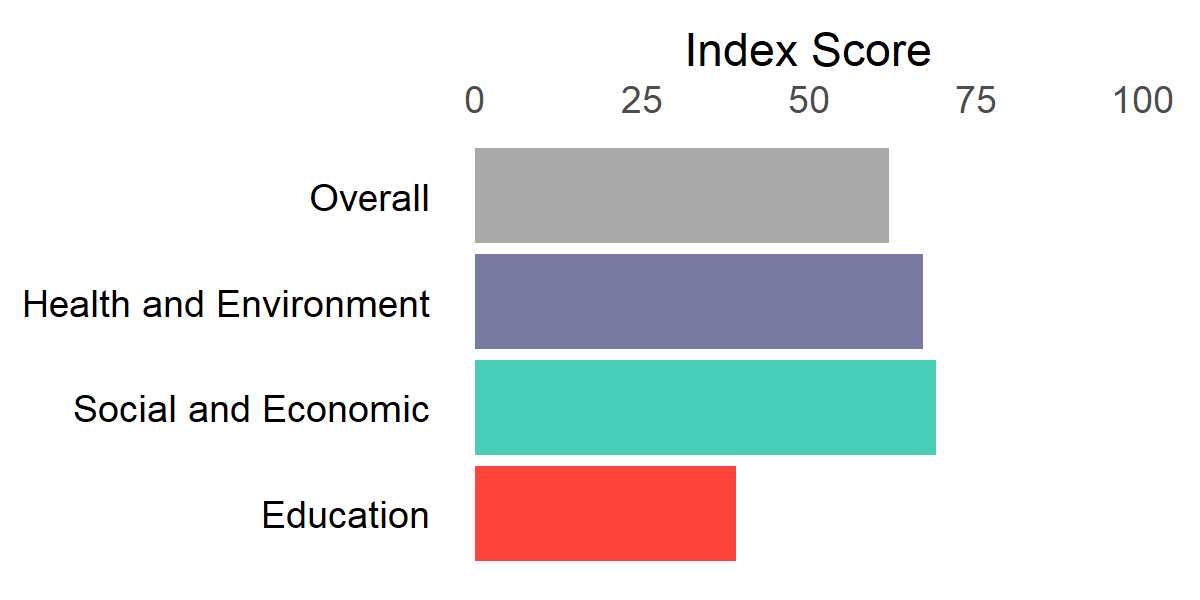 Index Score
0 25 50 75 100
Overall
Health and Environment
Social and Economic
Education